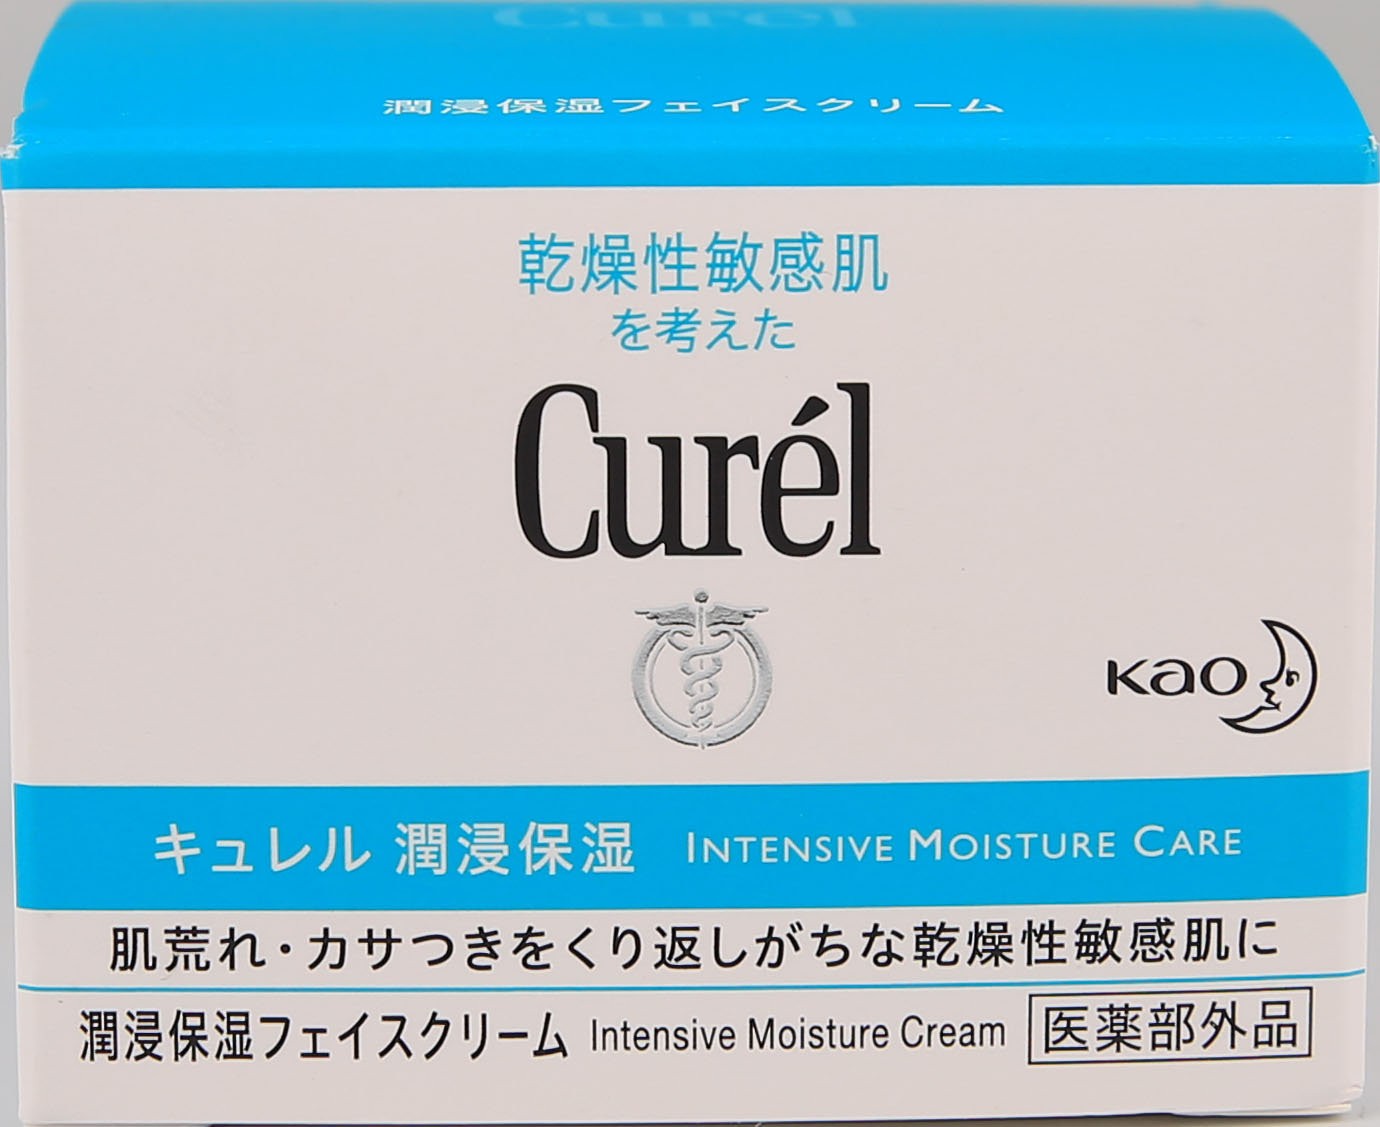 Curél
潤浸保湿フェイスクリーム
乾燥性敏感肌
を考えた
Curél
Kao
キュレル 潤浸保湿 INTENSIVE MOISTURE CARE
肌荒れ・カサつきをくり返しがちな乾燥性敏感肌に
潤浸保湿フェイスクリーム Intensive Moisture Cream 医薬部外品